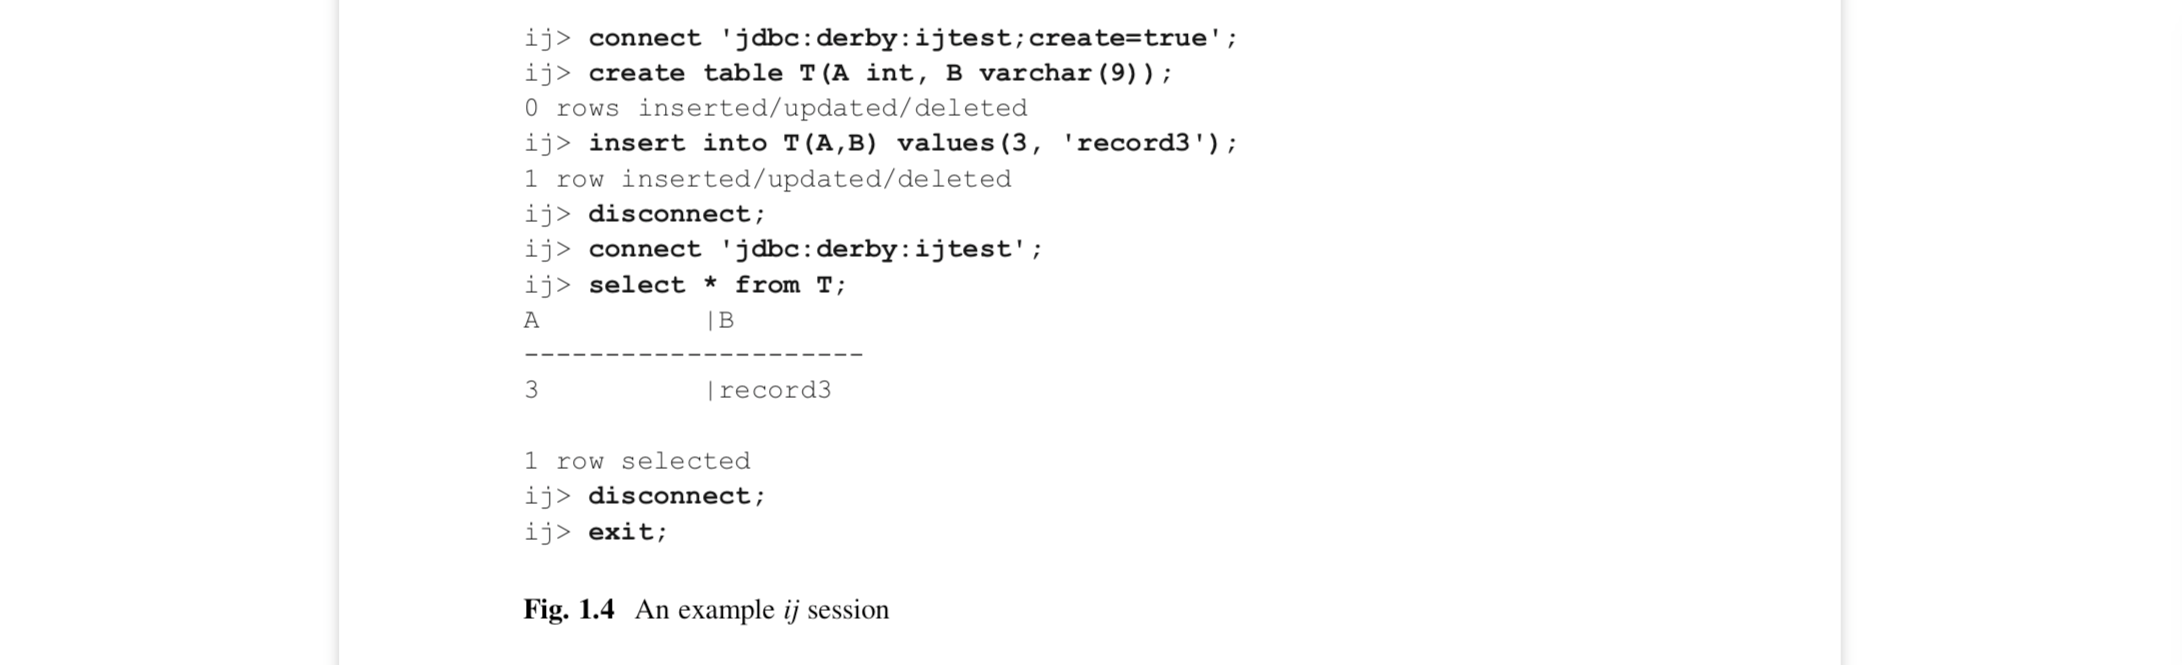 ij> connect 'jdbc:derby:ijtest;create=true';
ij> create table T(A int, B varchar(9));
0 rows inserted/updated/deleted
ij> insert into T(A,B) values(3, 'record3');
1 row inserted/updated/deleted
ij> disconnect;
ij> connect 'jdbc:derby:ijtest';
ij> select * from T;
A          |B
---------------------
3          |record3
1 row selected
ij> disconnect;
ij> exit;
Fig. 1.4 An example ij session